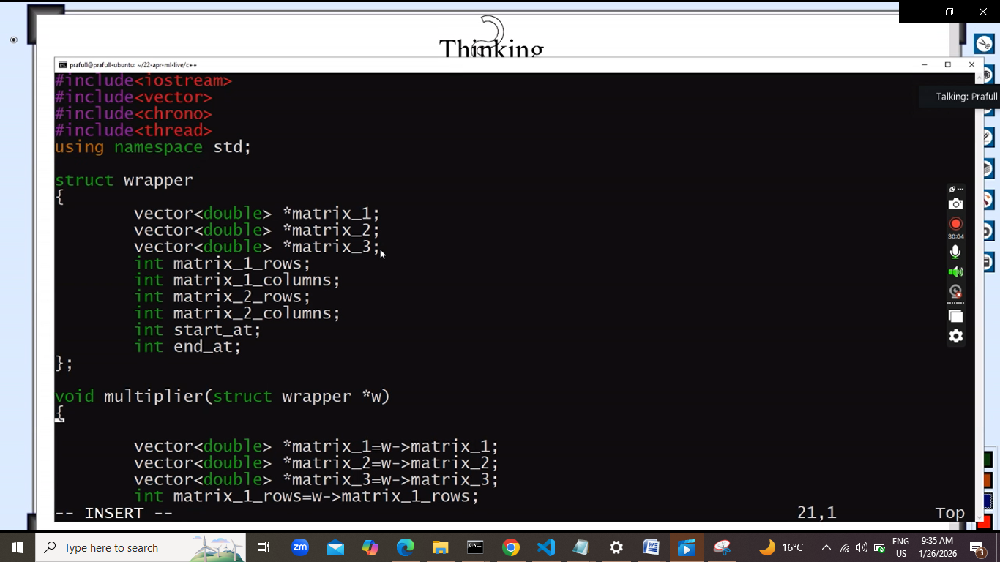 Thinking
prafull@prafull-ubuntu: ~/22-apr-ml-live/c++
Talking: Prafull
#include<iostream>
#include<vector>
#include<chrono>
#include<thread>
using namespace std;
struct wrapper
{
vector<double> *matrix_1;
vector<double> *matrix_2;
vector<double> *matrix_3;
int matrix_1_rows;
int matrix_1_columns;
int matrix_2_rows;
int matrix_2_columns;
int start_at;
int end_at;
};
void multiplier(struct wrapper *w)
{
vector<double> *matrix_1=w->matrix_1;
vector<double> *matrix_2=w->matrix_2;
vector<double> *matrix_3=w->matrix_3;
int matrix_1_rows=w->matrix_1_rows;
-- INSERT -- 21,1 Top
30:04
Type here to search
zm
16°C
ENG
US
9:35 AM
1/26/2026
3